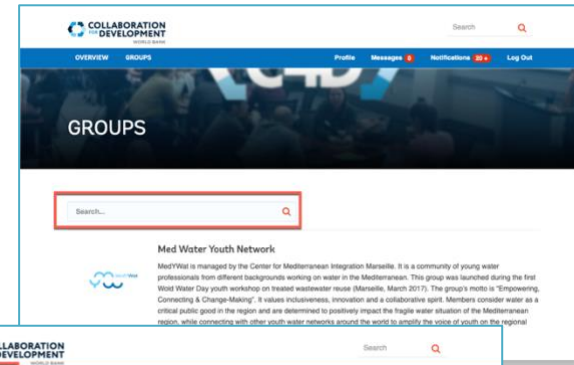 COLLABORATION
FOR DEVELOPMENT
WORLD BANK
Search
OVERVIEW GROUPS Profile Messages Notifications 20+ Log Out
C4D
GROUPS
Search...
Med Water Youth Network
MedYWat is managed by the Center for Mediterranean Integration Marseille. It is a community of young water
professionals from different backgrounds working on water in the Mediterranean. This group was launched during the first
Wold Water Day youth workshop on treated wastewater reuse (Marseille, March 2017). The group's motto is "Empowering,
Connecting & Change-Making". It values inclusiveness, innovation and a collaborative spirit. Members consider water as a
critical public good in the region and are determined to positively impact the fragile water situation of the Mediterranean
region, while connecting with other youth water networks around the world to amplify the voice of youth on the regional
LLABORATION
DEVELOPMENT
WORLD BANK
Search